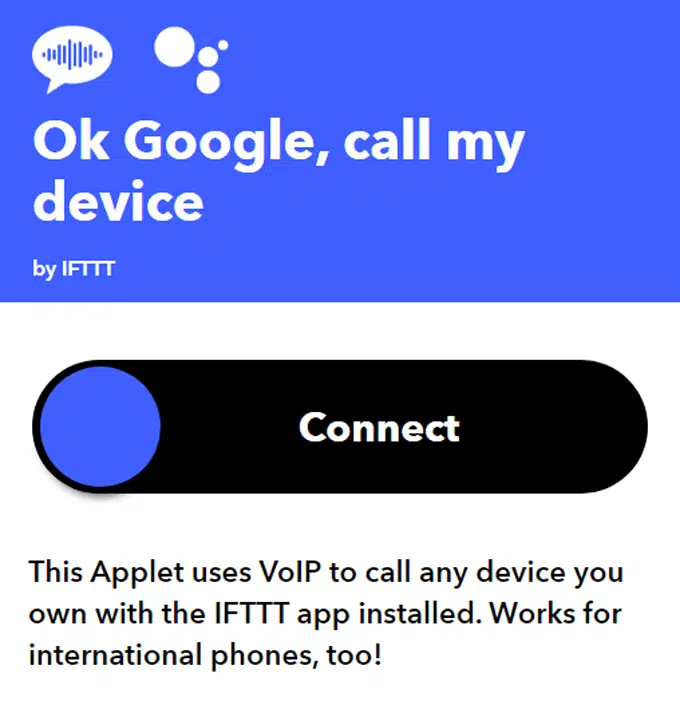 Ok Google, call my
device
by IFTTT
Connect
This Applet uses VoIP to call any device you
own with the IFTTT app installed. Works for
international phones, too!